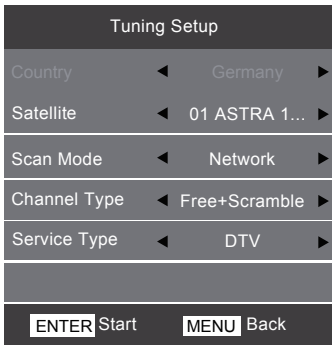 Tuning Setup
Country Germany
Satellite 01 ASTRA 1...
Scan Mode Network
Channel Type Free+Scramble
Service Type DTV
ENTER Start MENU Back